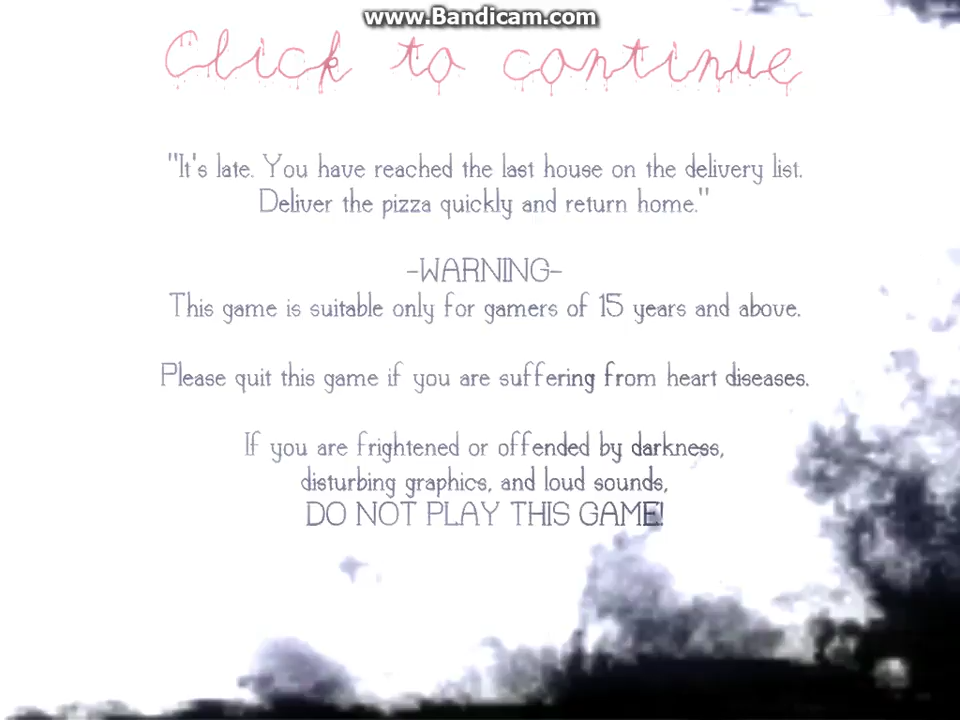 www.Bandicam.com
Click to continue
"It's late. You have reached the last house on the delivery list.
Deliver the pizza quickly and return home."
-WARNING-
This game is suitable only for gamers of 15 years and above.
Please quit this game if you are suffering from heart diseases.
If you are frightened or offended by darkness,
disturbing graphics, and loud sounds,
DO NOT PLAY THIS GAME!